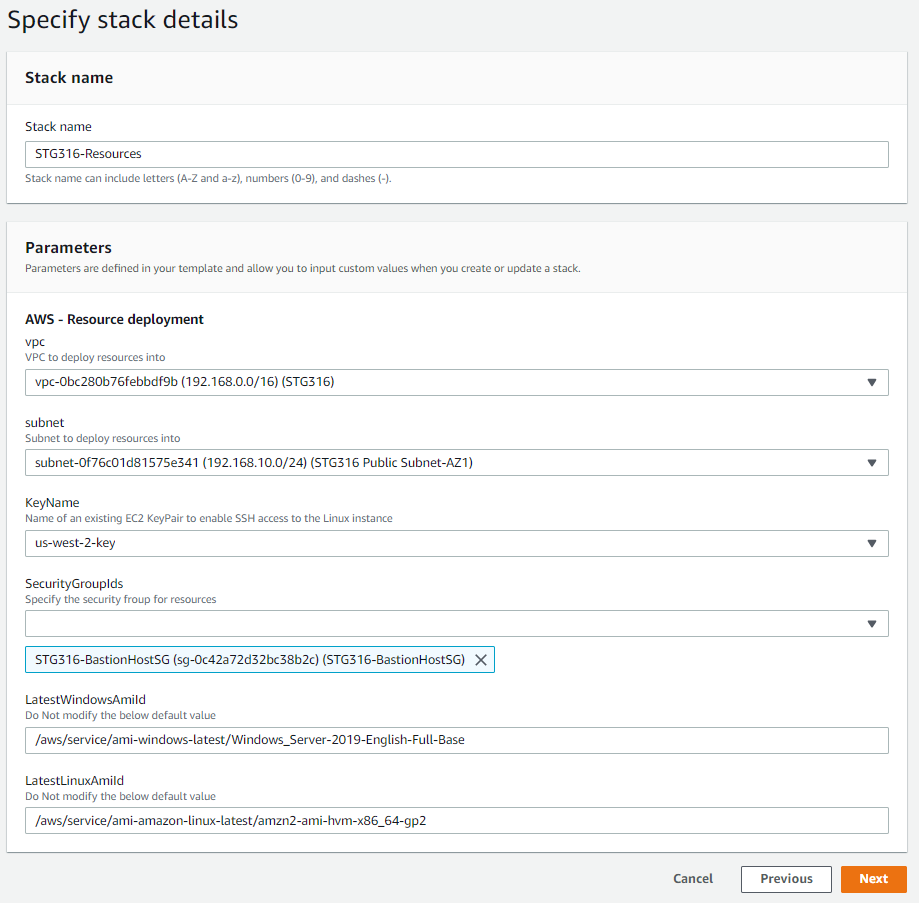 Specify stack details
Stack name
Stack name
STG316-Resources
Stack name can include letters (A-Z and a-z), numbers (0-9), and dashes (-).
Parameters
Parameters are defined in your template and allow you to input custom values when you create or update a stack.
AWS - Resource deployment
vpc
VPC to deploy resources into
vpc-0bc280b76febbdf9b (192.168.0.0/16) (STG316)
subnet
Subnet to deploy resources into
subnet-0f76c01d81575e341 (192.168.10.0/24) (STG316 Public Subnet-AZ1)
KeyName
Name of an existing EC2 KeyPair to enable SSH access to the Linux instance
us-west-2-key
SecurityGroupIds
Specify the security froup for resources
STG316-BastionHostSG (sg-0c42a72d32bc38b2c) (STG316-BastionHostSG)
LatestWindowsAmiId
Do Not modify the below default value
/aws/service/ami-windows-latest/Windows_Server-2019-English-Full-Base
LatestLinuxAmiId
Do Not modify the below default value
/aws/service/ami-amazon-linux-latest/amzn2-ami-hvm-x86_64-gp2
Cancel Previous Next